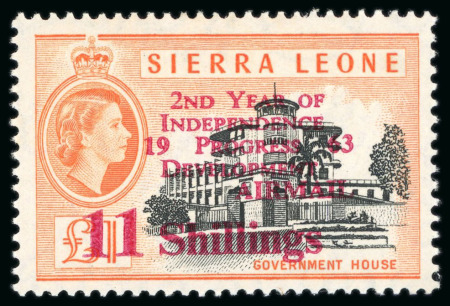 SIERRA LEONE
2ND YEAR OF
INDEPENDENCE
19 PROGRESS 63
DEVELOPMENT
AIRMAIL
£1
11 Shillings
GOVERNMENT HOUSE